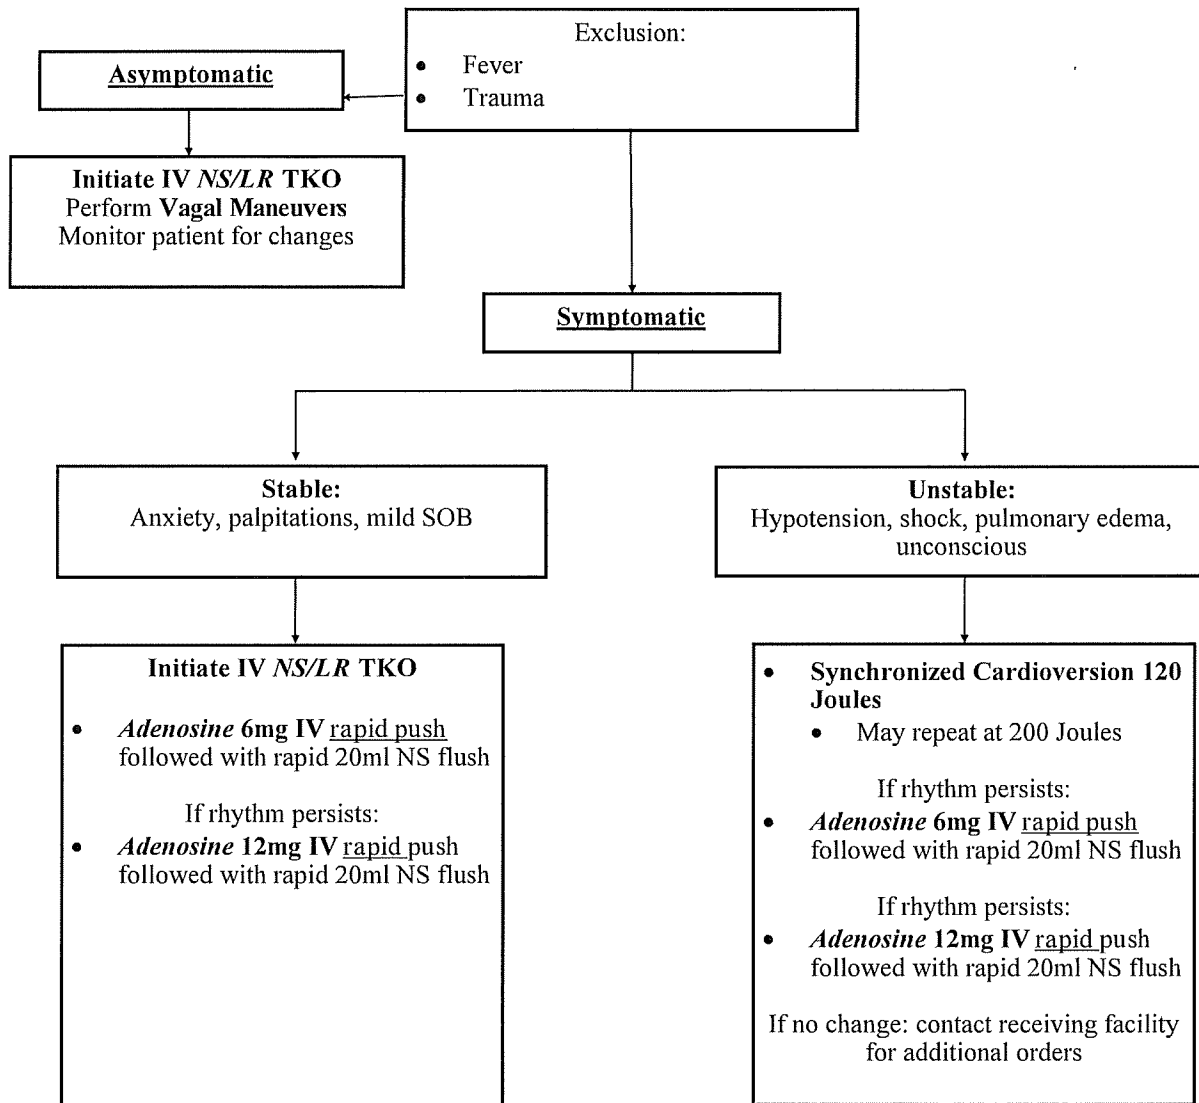 Exclusion:
• Fever
• Trauma
Asymptomatic
Initiate IV NS/LR TKO
Perform Vagal Maneuvers
Monitor patient for changes
Symptomatic
Stable:
Anxiety, palpitations, mild SOB
Unstable:
Hypotension, shock, pulmonary edema,
unconscious
Initiate IV NS/LR TKO
• Adenosine 6mg IV rapid push
followed with rapid 20ml NS flush
If rhythm persists:
• Adenosine 12mg IV rapid push
followed with rapid 20ml NS flush
• Synchronized Cardioversion 120
Joules
• May repeat at 200 Joules
If rhythm persists:
• Adenosine 6mg IV rapid push
followed with rapid 20ml NS flush
If rhythm persists:
• Adenosine 12mg IV rapid push
followed with rapid 20ml NS flush
If no change: contact receiving facility
for additional orders